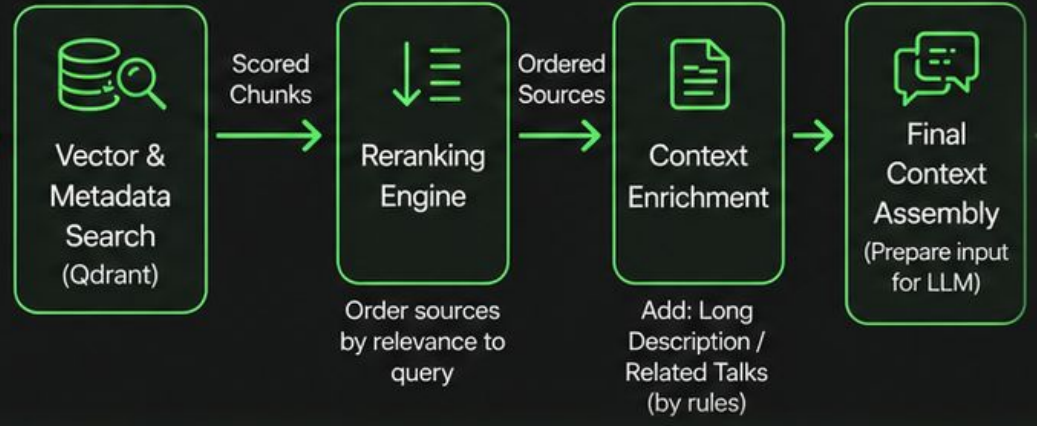 Vector &
Metadata
Search
(Qdrant)
Scored
Chunks
Reranking
Engine
Order sources
by relevance to
query
Ordered
Sources
Context
Enrichment
Add: Long
Description /
Related Talks
(by rules)
Final
Context
Assembly
(Prepare input
for LLM)